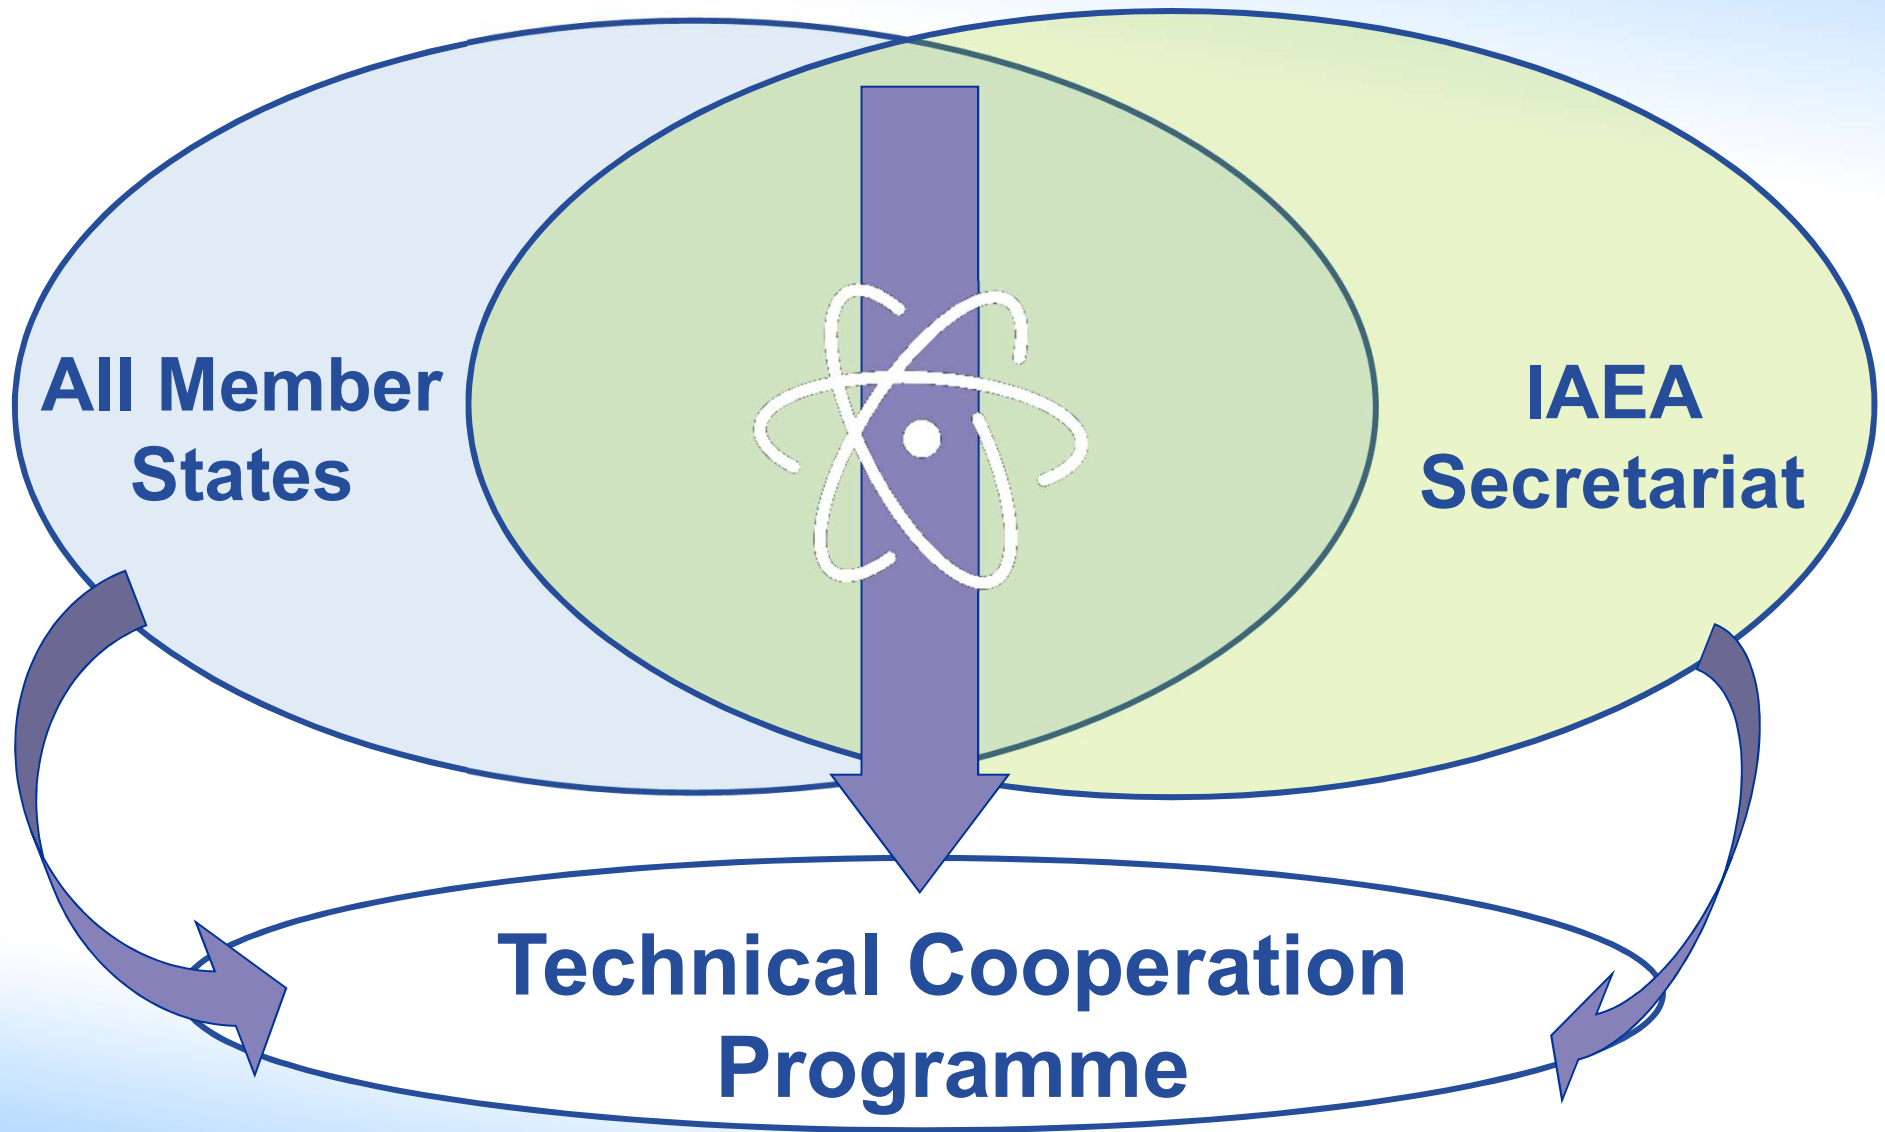 All Member
States
IAEA
Secretariat
Technical Cooperation
Programme